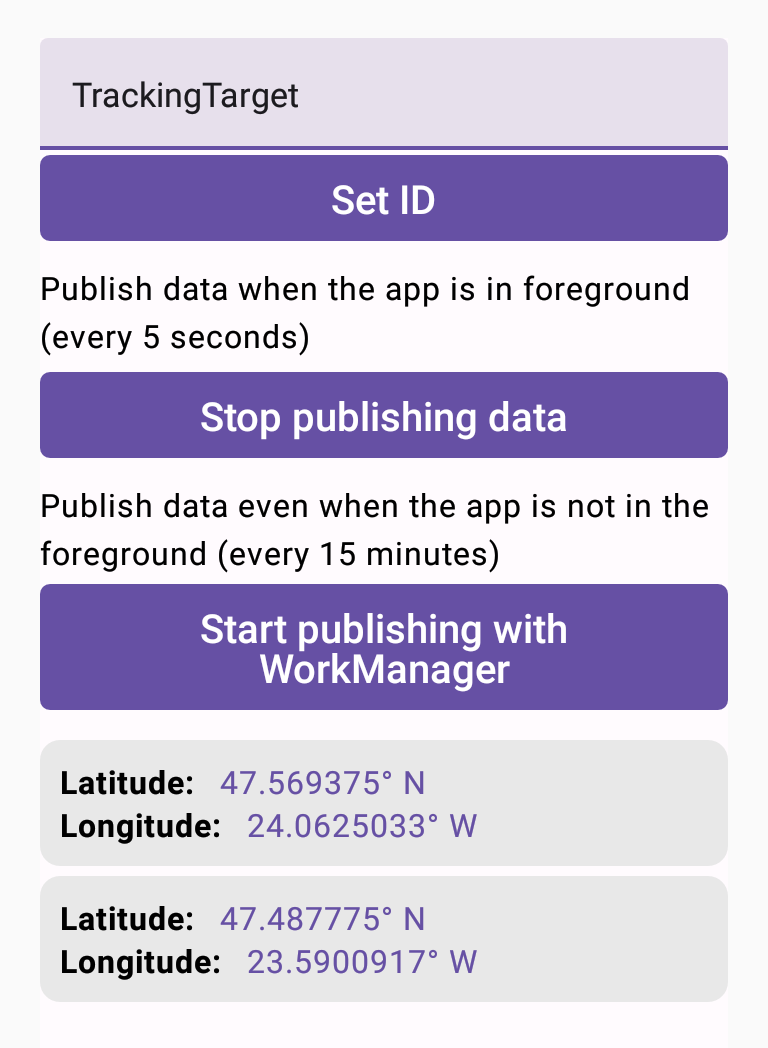 TrackingTarget
Set ID
Publish data when the app is in foreground
(every 5 seconds)
Stop publishing data
Publish data even when the app is not in the
foreground (every 15 minutes)
Start publishing with
WorkManager
Latitude: 47.569375° N
Longitude: 24.0625033° W
Latitude: 47.487775° N
Longitude: 23.5900917° W